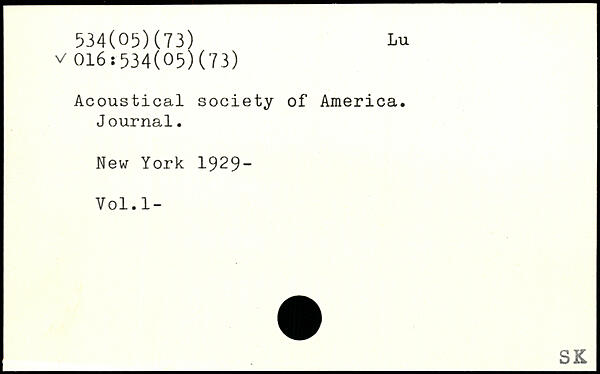 534(05)(73) Lu
✓ 016:534(05)(73)
Acoustical society of America.
Journal.
New York 1929-
Vol.1-
SK